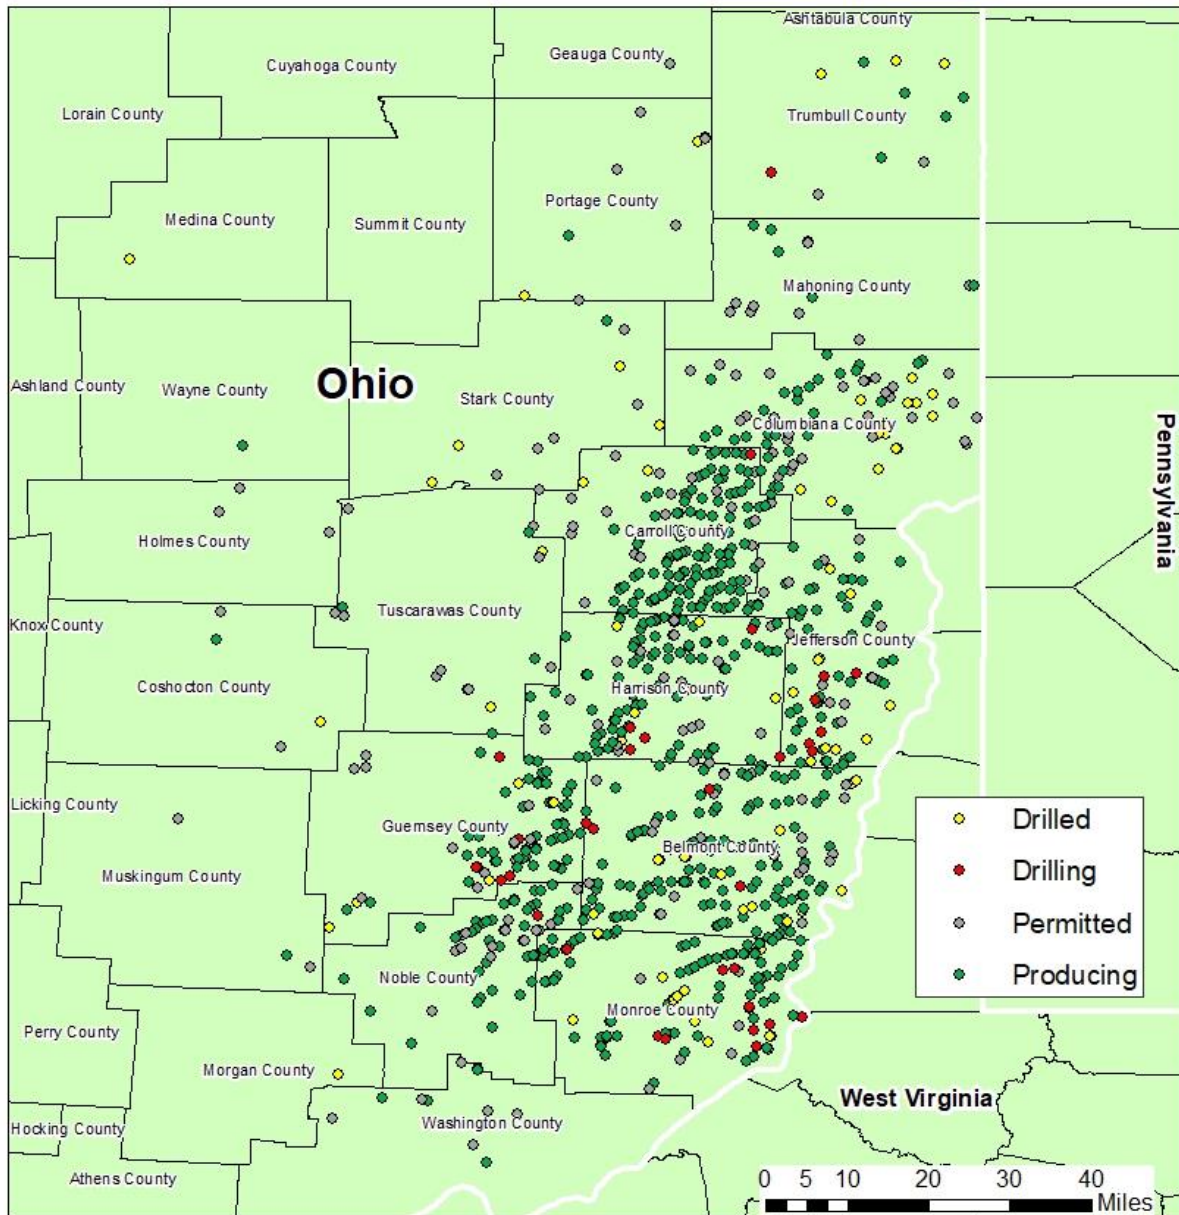 Ashtabula County
Geauga County
Cuyahoga County
Lorain County
Trumbull County
Portage County
Medina County
Summit County
Mahoning County
Ohio
Ashland County
Wayne County
Stark County
Columbiana County
Pennsylvania
Carroll County
Holmes County
Tuscarawas County
Knox County
Jefferson County
Coshocton County
Harrison County
Licking County
Guernsey County
Belmont County
Muskingum County
Drilled
Drilling
Permitted
Producing
Noble County
Monroe County
Perry County
Morgan County
West Virginia
Hocking County
Washington County
Athens County
0 5 10 20 30 40
Miles